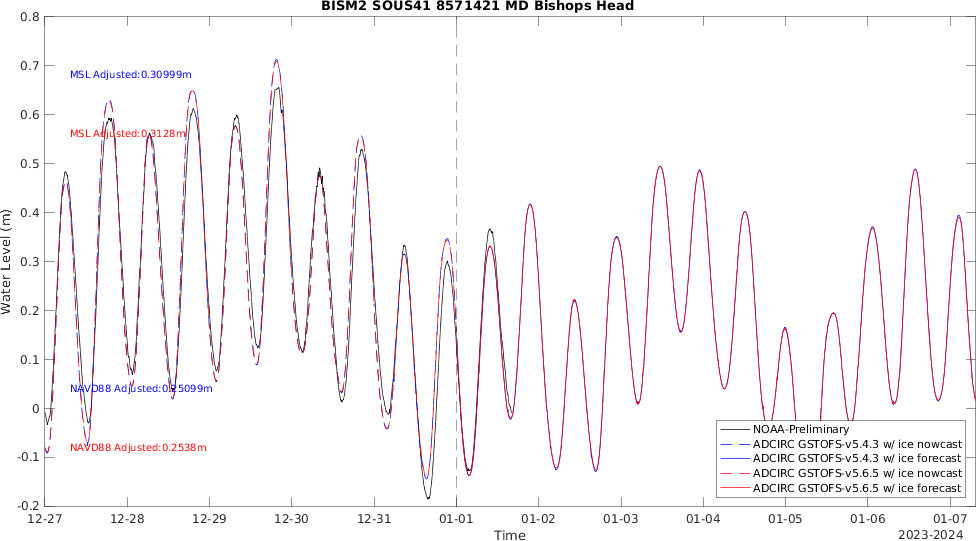 BISM2 SOUS41 8571421 MD Bishops Head
0.8
0.7
0.6
0.5
0.4
0.3
0.2
0.1
0
-0.1
-0.2
Water Level (m)
MSL Adjusted:0.30999m
MSL Adjusted:0.3128m
NAVD88 Adjusted:0.25099m
NAVD88 Adjusted:0.2538m
NOAA-Preliminary
ADCIRC GSTOFS-v5.4.3 w/ ice nowcast
ADCIRC GSTOFS-v5.4.3 w/ ice forecast
ADCIRC GSTOFS-v5.6.5 w/ ice nowcast
ADCIRC GSTOFS-v5.6.5 w/ ice forecast
12-27 12-28 12-29 12-30 12-31 01-01 01-02 01-03 01-04 01-05 01-06 01-07
Time
2023-2024